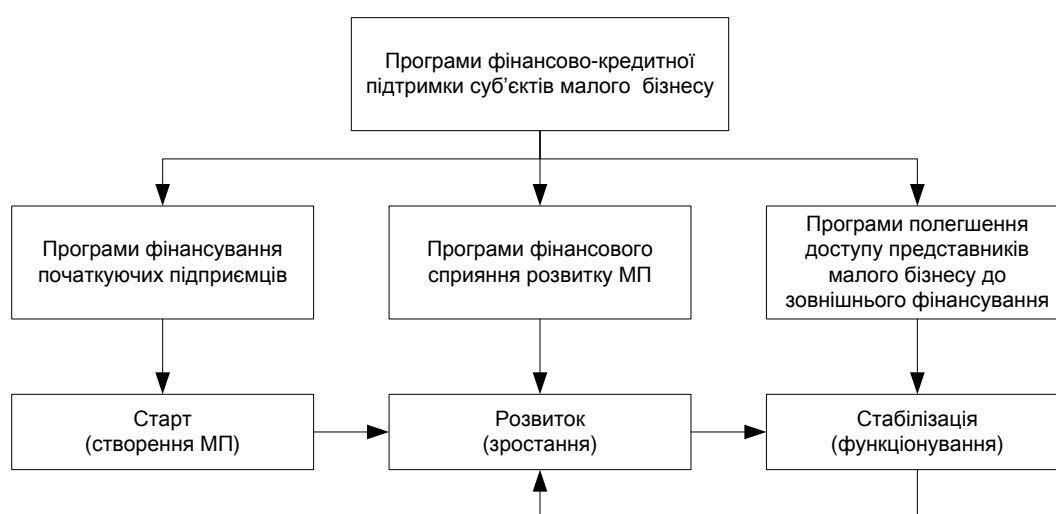 Програми фінансово-кредитної
підтримки суб’єктів малого бізнесу
Програми фінансування
початкуючих підприємців
Програми фінансового
сприяння розвитку МП
Програми полегшення
доступу представників
малого бізнесу до
зовнішнього фінансування
Старт
(створення МП)
Розвиток
(зростання)
Стабілізація
(функціонування)